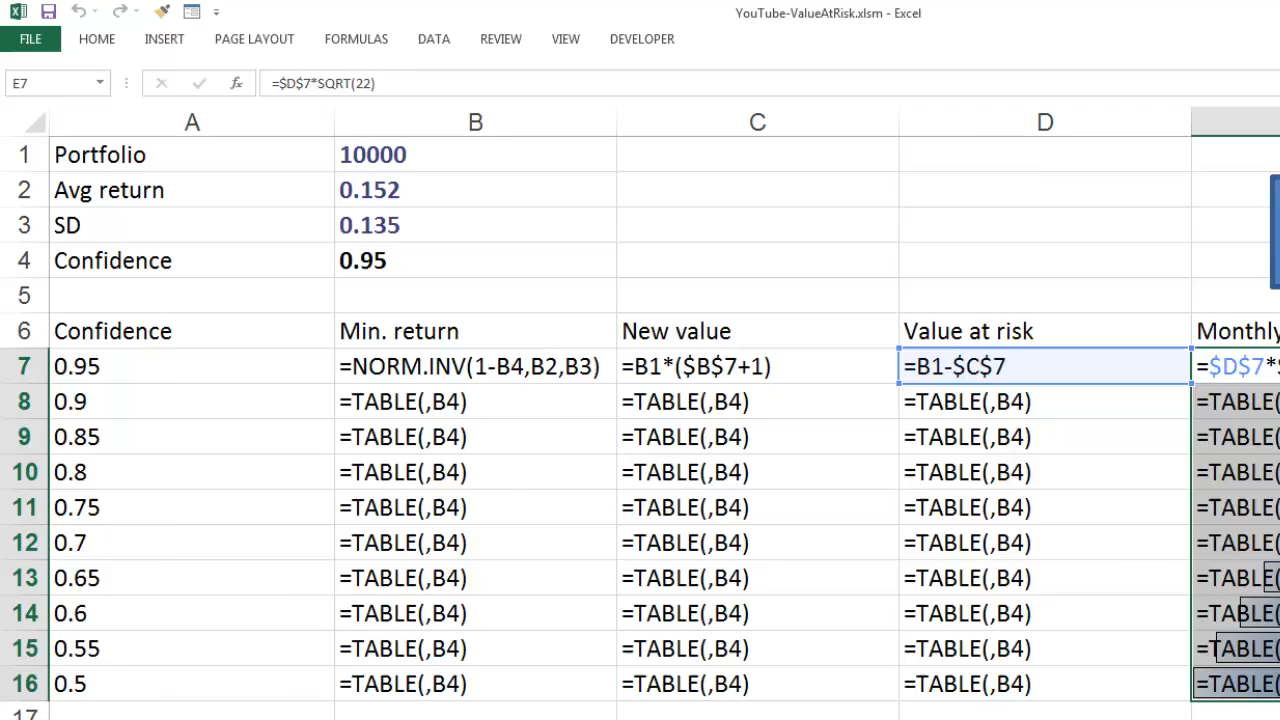 YouTube-ValueAtRisk.xlsm - Excel
FILE HOME INSERT PAGE LAYOUT FORMULAS DATA REVIEW VIEW DEVELOPER
E7 fx =$D$7*SQRT(22)
A B C D
1 Portfolio 10000
2 Avg return 0.152
3 SD 0.135
4 Confidence 0.95
5
6 Confidence Min. return New value Value at risk Monthly
7 0.95 =NORM.INV(1-B4,B2,B3) =B1*($B$7+1) =B1-$C$7 =$D$7*
8 0.9 =TABLE(,B4) =TABLE(,B4) =TABLE(,B4) =TABLE(
9 0.85 =TABLE(,B4) =TABLE(,B4) =TABLE(,B4) =TABLE(
10 0.8 =TABLE(,B4) =TABLE(,B4) =TABLE(,B4) =TABLE(
11 0.75 =TABLE(,B4) =TABLE(,B4) =TABLE(,B4) =TABLE(
12 0.7 =TABLE(,B4) =TABLE(,B4) =TABLE(,B4) =TABLE(
13 0.65 =TABLE(,B4) =TABLE(,B4) =TABLE(,B4) =TABLE(
14 0.6 =TABLE(,B4) =TABLE(,B4) =TABLE(,B4) =TABLE(
15 0.55 =TABLE(,B4) =TABLE(,B4) =TABLE(,B4) =TABLE(
16 0.5 =TABLE(,B4) =TABLE(,B4) =TABLE(,B4) =TABLE(
17